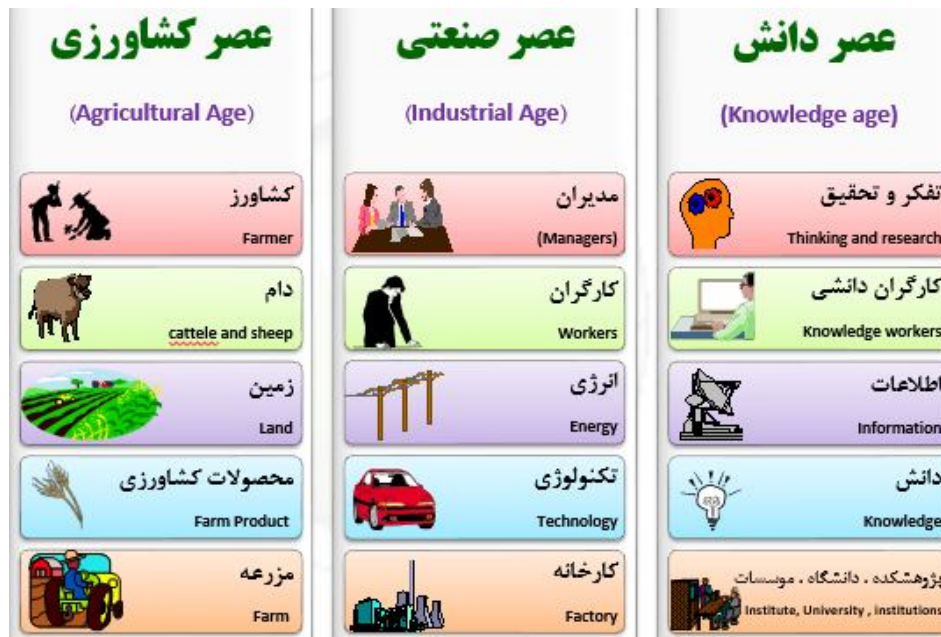 عصر کشاورزی
(Agricultural Age)
کشاورز
Farmer
دام
cattele and sheep
زمین
Land
محصولات کشاورزی
Farm Product
مزرعه
Farm
عصر صنعتی
(Industrial Age)
مدیران
(Managers)
کارگران
Workers
انرژی
Energy
تکنولوژی
Technology
کارخانه
Factory
عصر دانش
(Knowledge age)
تفکر و تحقیق
Thinking and research
کارگران دانشی
Knowledge workers
اطلاعات
Information
دانش
Knowledge
پژوهشکده ، دانشگاه ، موسسات
Institute, University , institutions